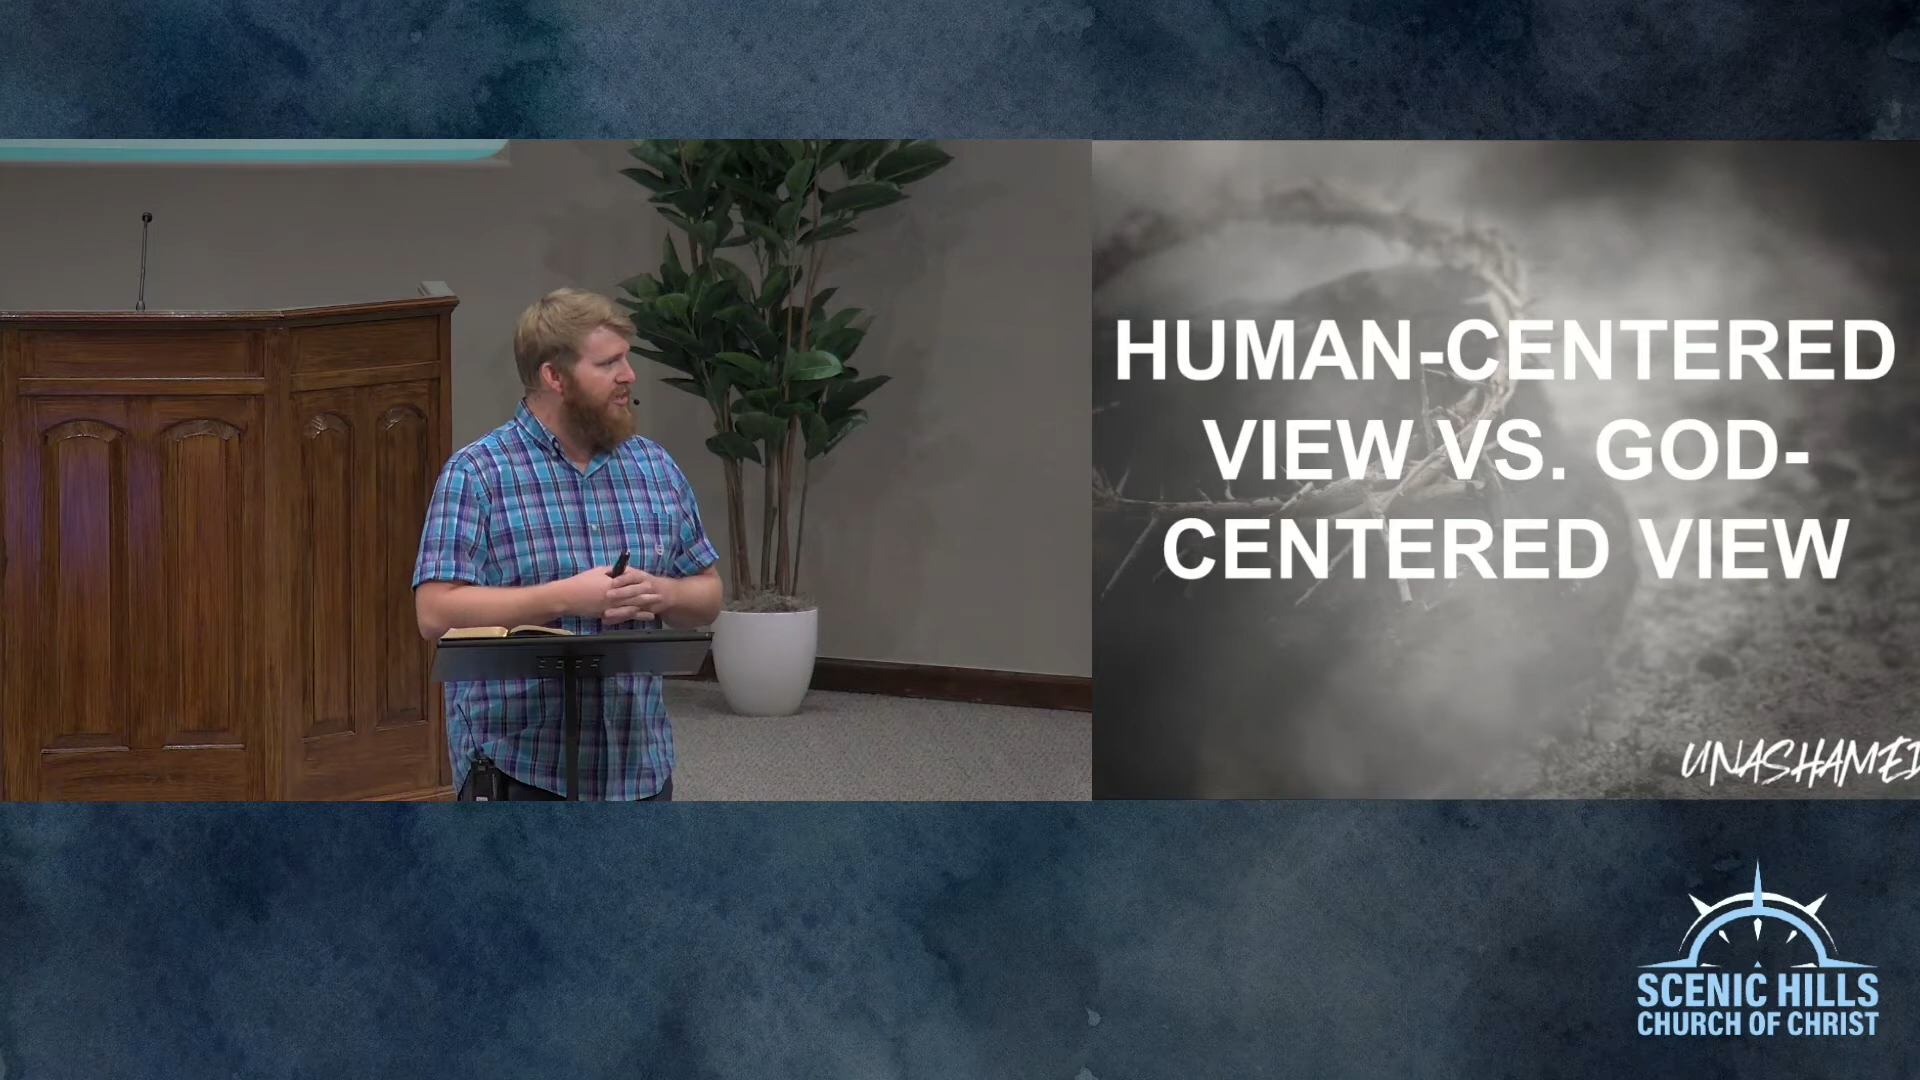 HUMAN-CENTERED
VIEW VS. GOD-
CENTERED VIEW
UNASHAMED
SCENIC HILLS
CHURCH OF CHRIST